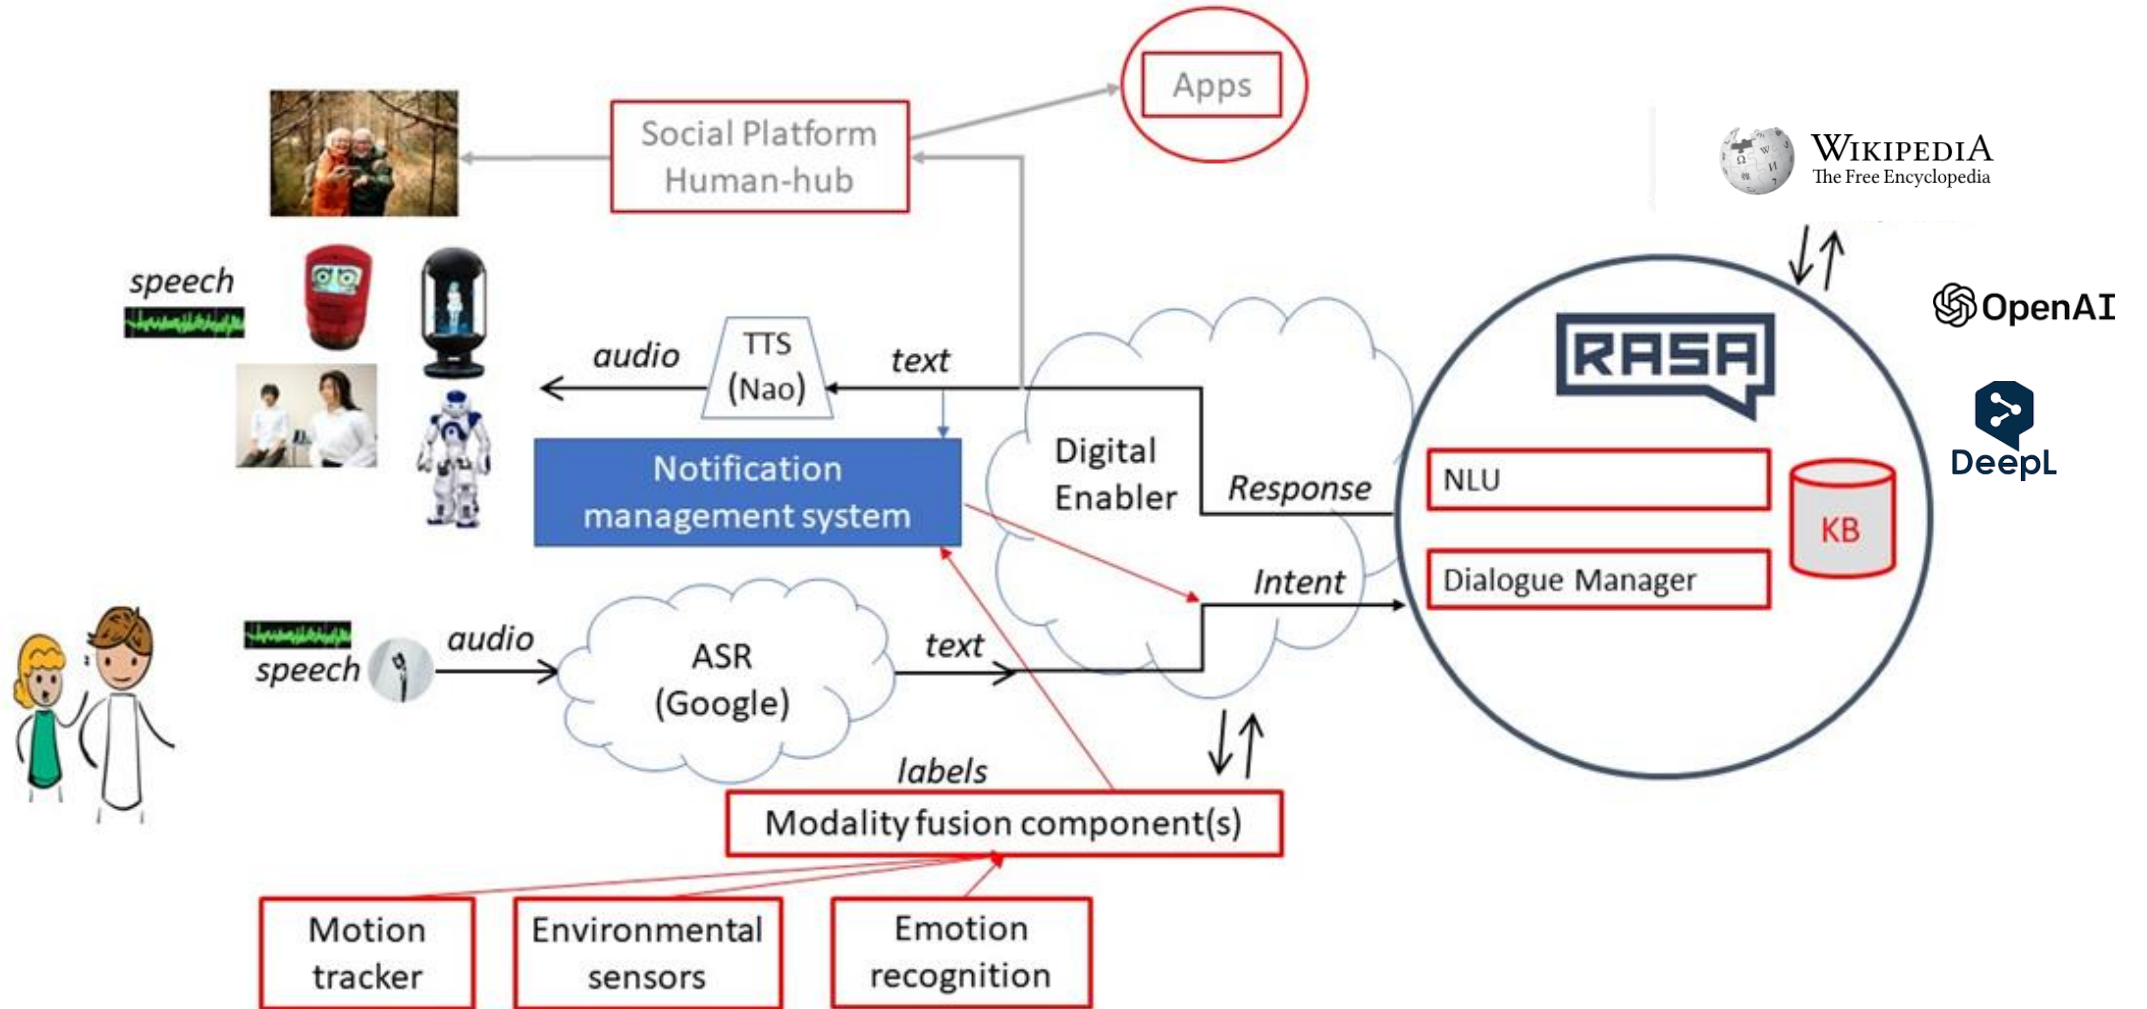 Apps
Social Platform
Human-hub
WIKIPEDIA
The Free Encyclopedia
speech
OpenAI
TTS
(Nao)
audio
text
RASA
DeepL
Digital
Enabler
Notification
management system
Response
NLU
KB
Intent
Dialogue Manager
speech
audio
ASR
(Google)
text
labels
Modality fusion component(s)
Motion
tracker
Environmental
sensors
Emotion
recognition